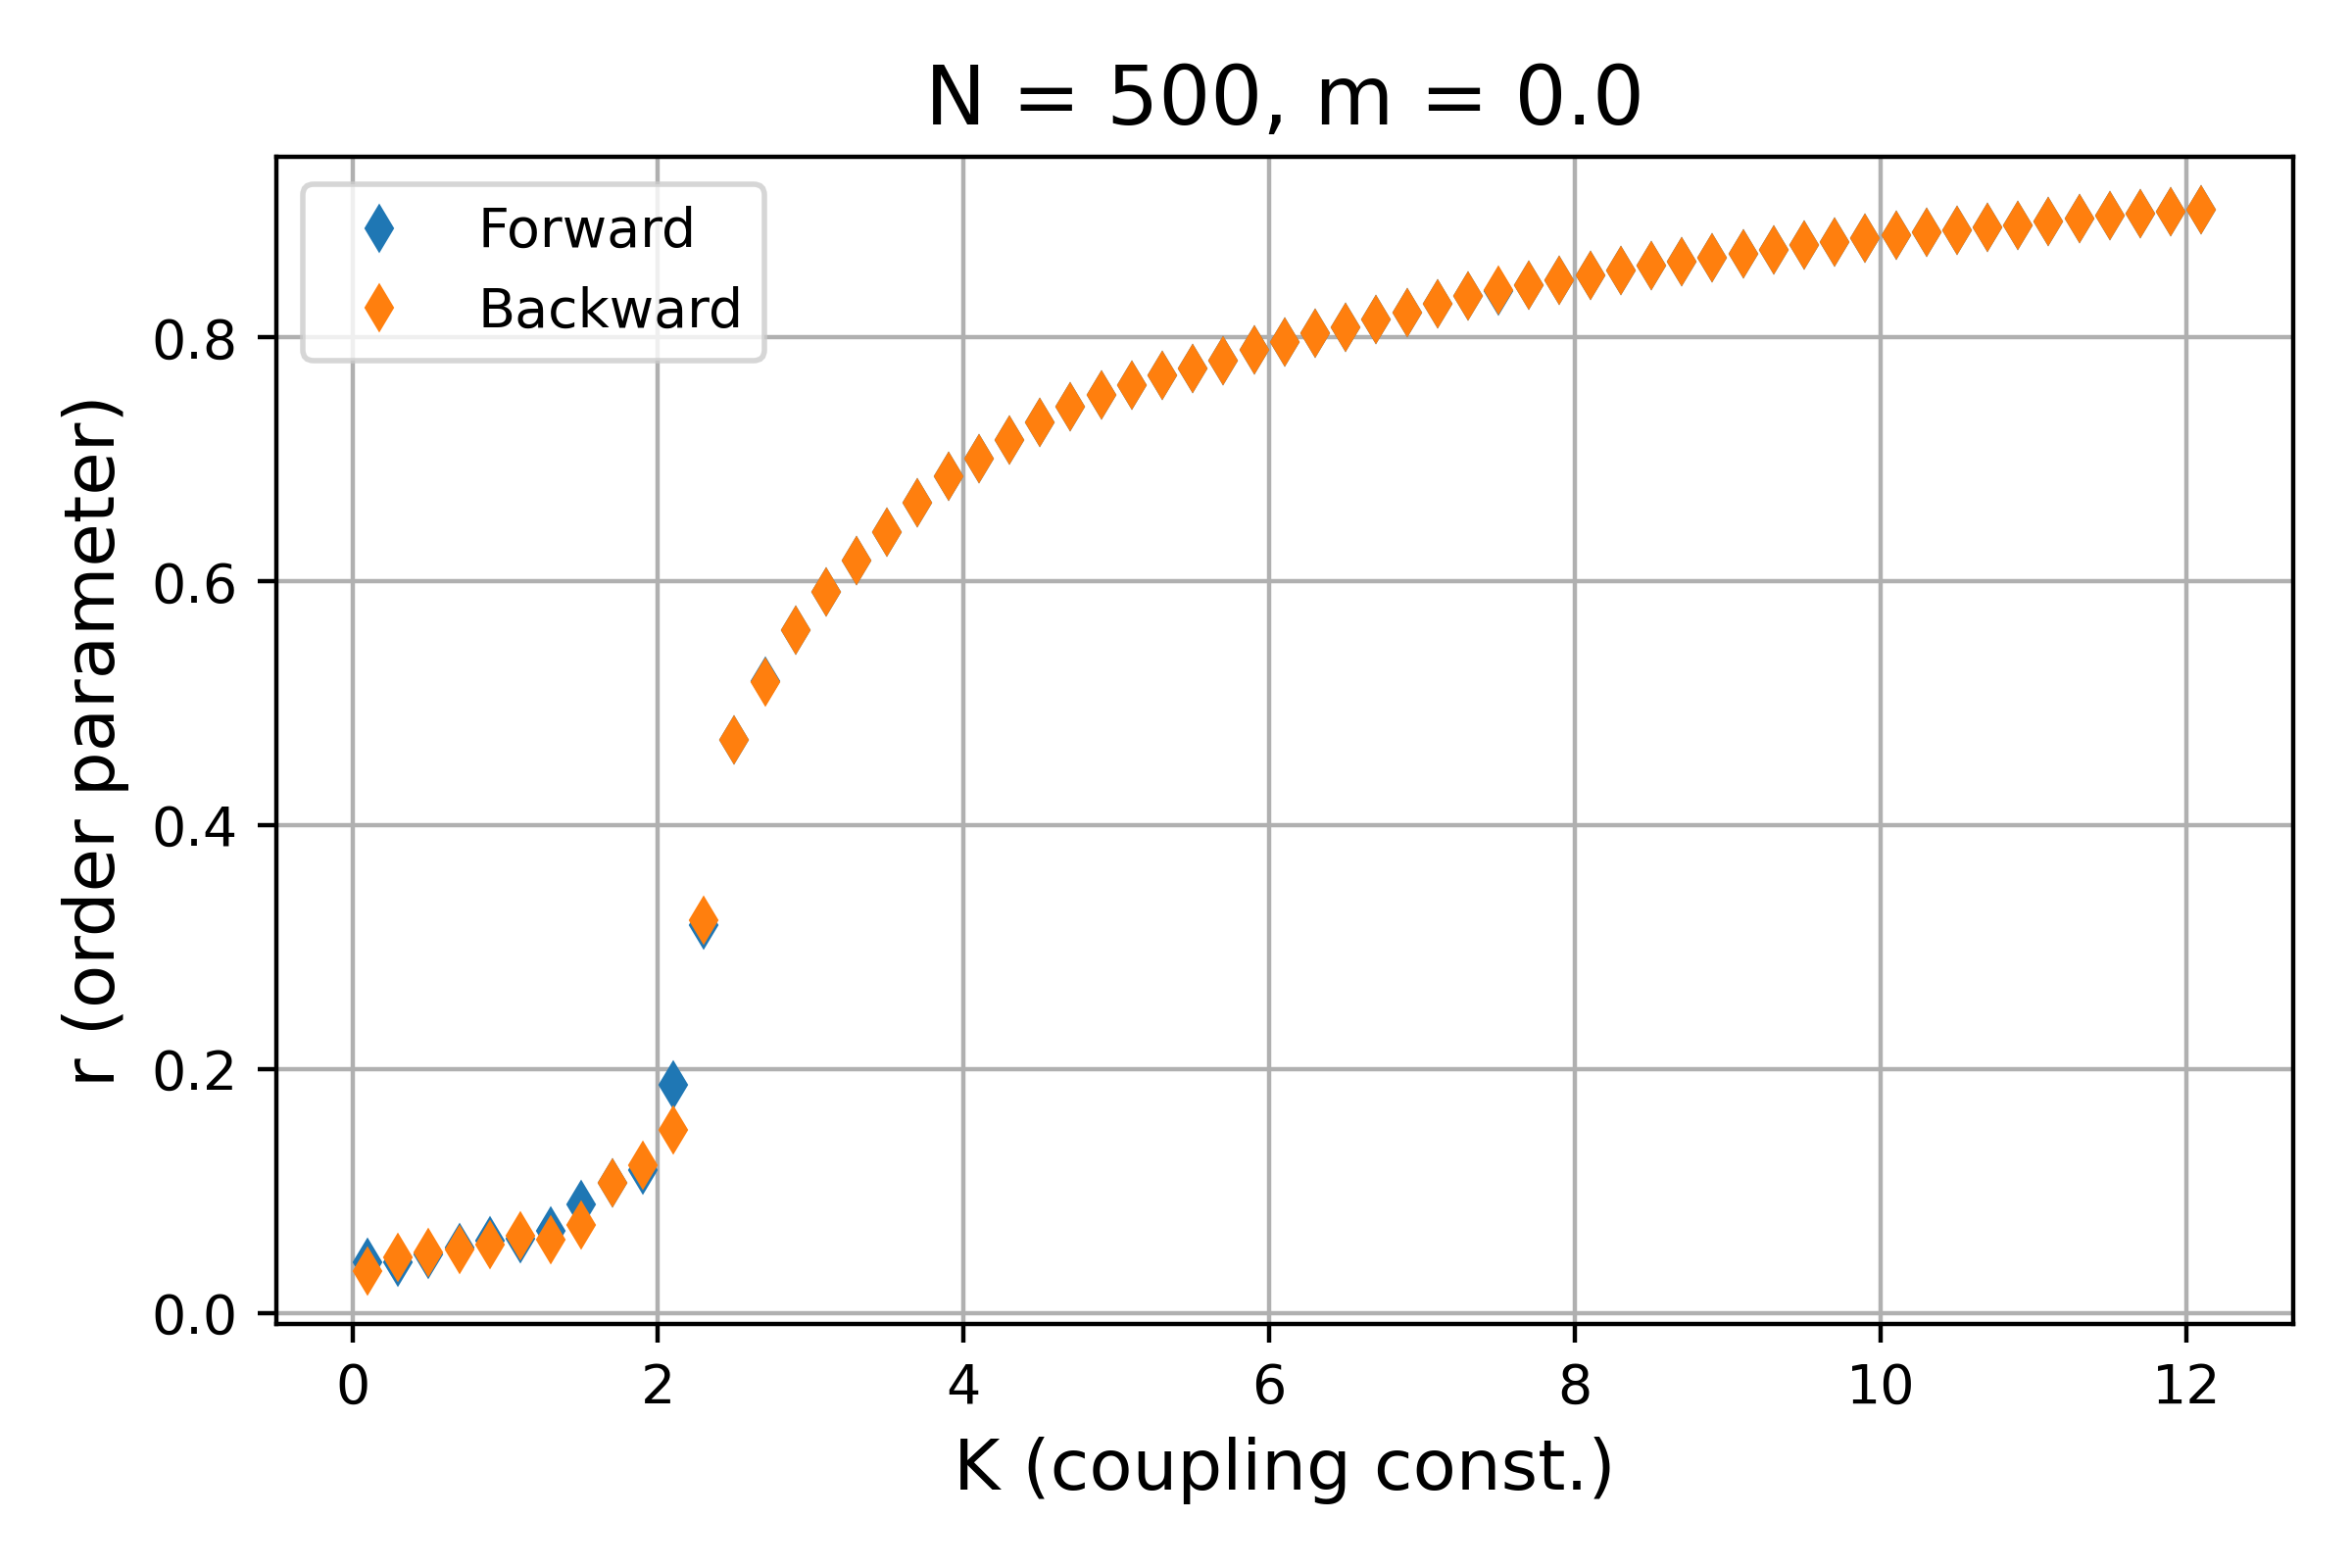 N = 500, m = 0.0
Forward
Backward
r (order parameter)
0.8
0.6
0.4
0.2
0.0
0 2 4 6 8 10 12
K (coupling const.)